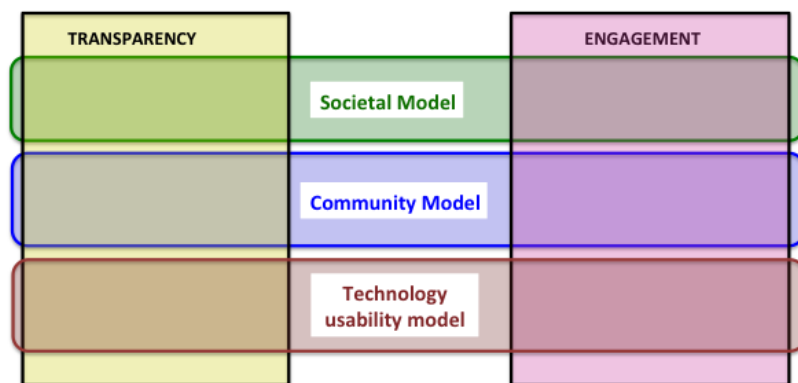 TRANSPARENCY
ENGAGEMENT
Societal Model
Community Model
Technology
usability model